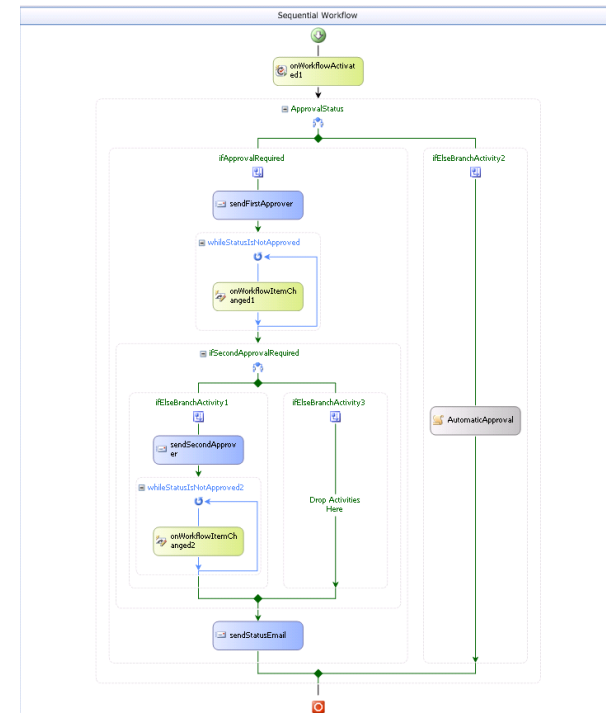 Sequential Workflow
onWorkflowActivat
ed1
ApprovalStatus
ifApprovalRequired
ifElseBranchActivity2
sendFirstApprover
whileStatusIsNotApproved
onWorkflowItemCh
anged1
ifSecondApprovalRequired
ifElseBranchActivity1
ifElseBranchActivity3
sendSecondApprov
er
AutomaticApproval
whileStatusIsNotApproved2
Drop Activities
Here
onWorkflowItemCh
anged2
sendStatusEmail